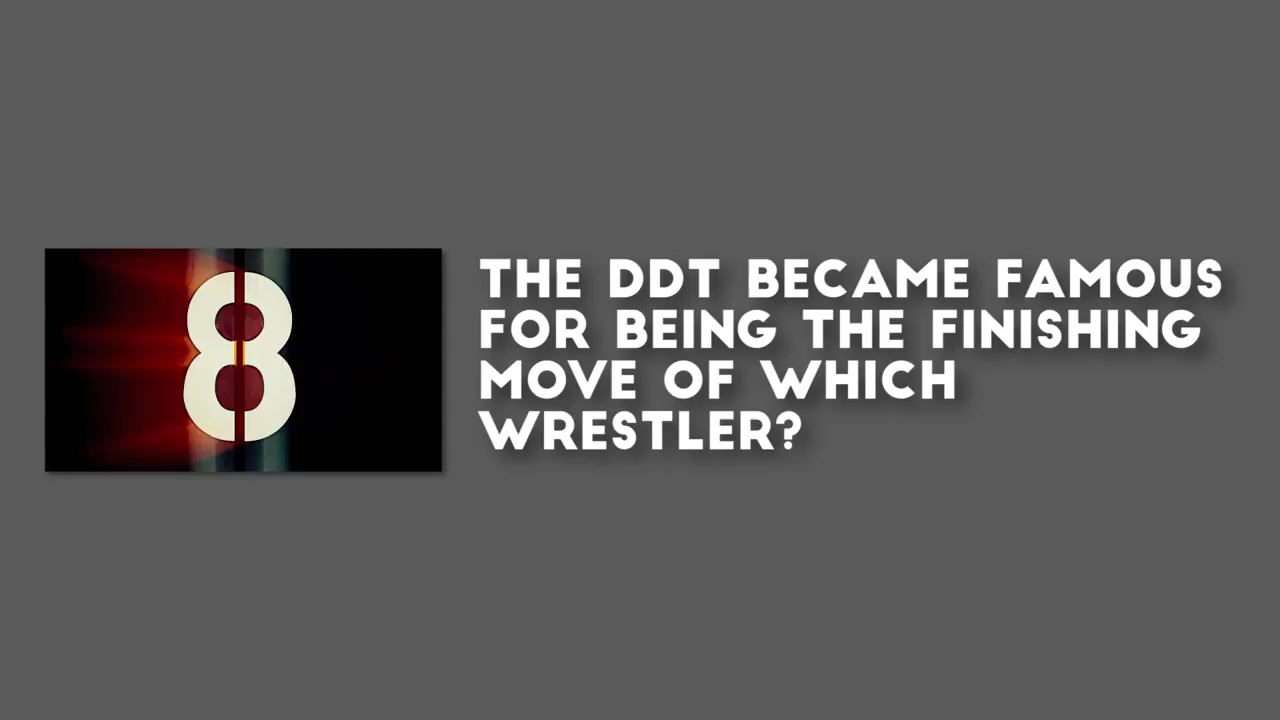 8
THE DDT BECAME FAMOUS
FOR BEING THE FINISHING
MOVE OF WHICH
WRESTLER?